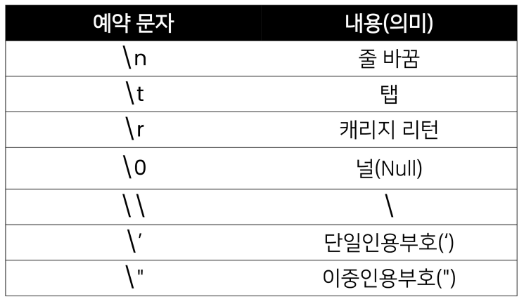 예약 문자 내용(의미)
\n 줄 바꿈
\t 탭
\r 캐리지 리턴
\0 널(Null)
\\ \
\’ 단일인용부호(‘)
\" 이중인용부호(")